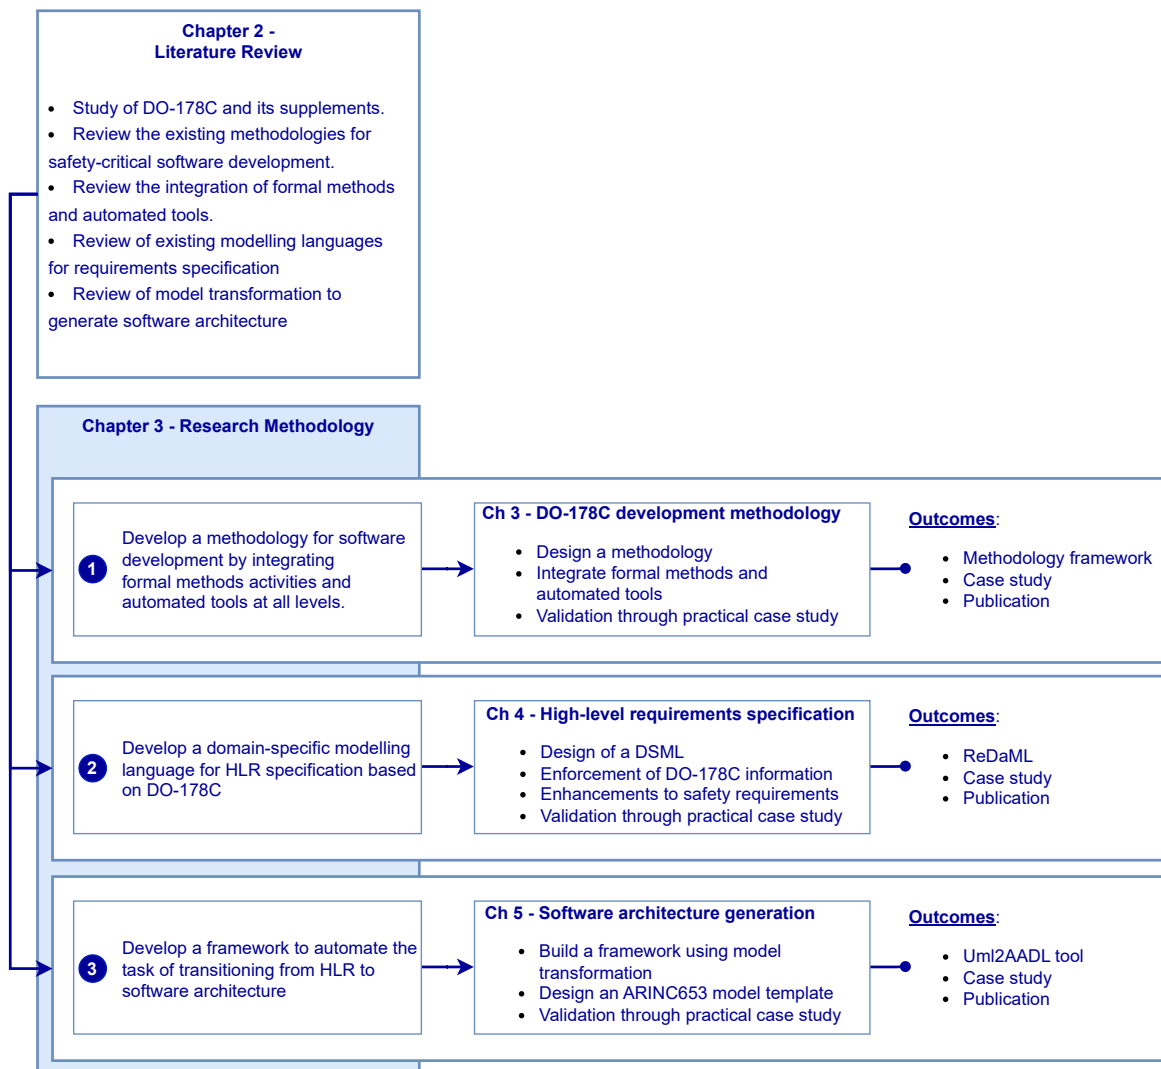 Chapter 2 -
Literature Review
• Study of DO-178C and its supplements.
• Review the existing methodologies for
safety-critical software development.
• Review the integration of formal methods
and automated tools.
• Review of existing modelling languages
for requirements specification
• Review of model transformation to
generate software architecture
Chapter 3 - Research Methodology
1
Develop a methodology for software
development by integrating
formal methods activities and
automated tools at all levels.
Ch 3 - DO-178C development methodology
• Design a methodology
• Integrate formal methods and
automated tools
• Validation through practical case study
Outcomes:
• Methodology framework
• Case study
• Publication
2
Develop a domain-specific modelling
language for HLR specification based
on DO-178C
Ch 4 - High-level requirements specification
• Design of a DSML
• Enforcement of DO-178C information
• Enhancements to safety requirements
• Validation through practical case study
Outcomes:
• ReDaML
• Case study
• Publication
3
Develop a framework to automate the
task of transitioning from HLR to
software architecture
Ch 5 - Software architecture generation
• Build a framework using model
transformation
• Design an ARINC653 model template
• Validation through practical case study
Outcomes:
• Uml2AADL tool
• Case study
• Publication